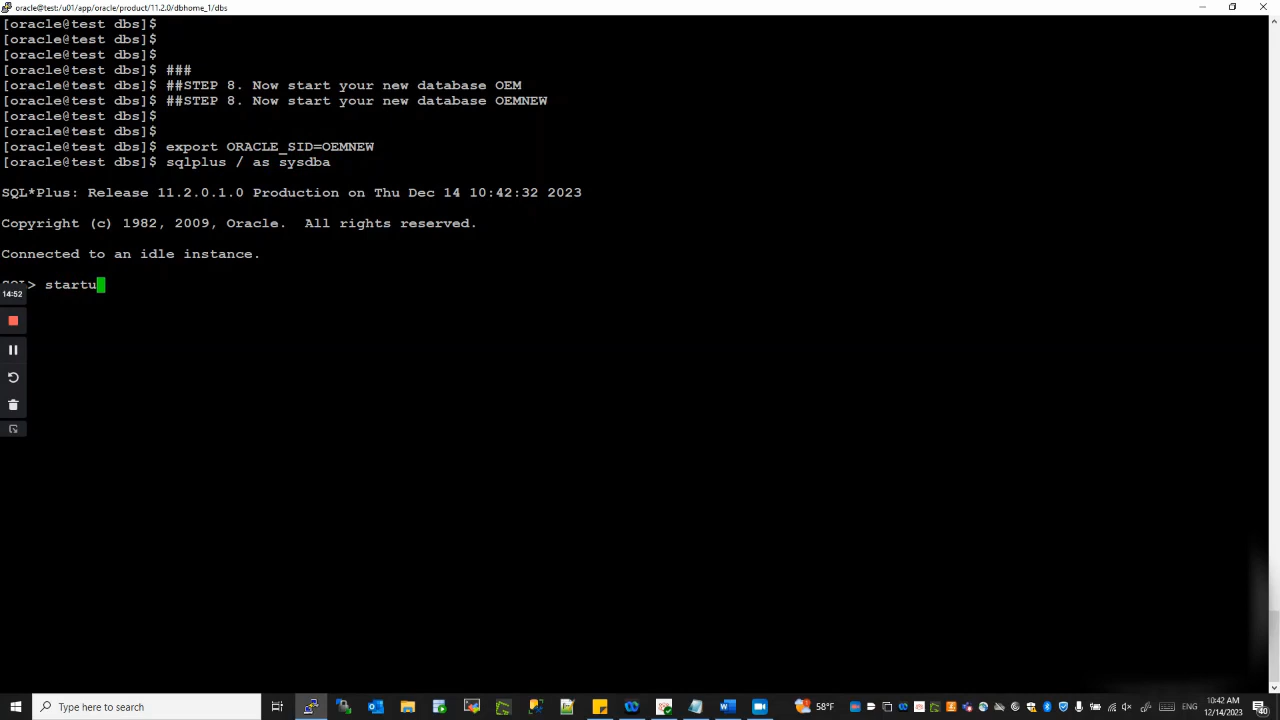 oracle@test:/u01/app/oracle/product/11.2.0/dbhome_1/dbs
[oracle@test dbs]$
[oracle@test dbs]$
[oracle@test dbs]$
[oracle@test dbs]$ ###
[oracle@test dbs]$ ##STEP 8. Now start your new database OEM
[oracle@test dbs]$ ##STEP 8. Now start your new database OEMNEW
[oracle@test dbs]$
[oracle@test dbs]$
[oracle@test dbs]$ export ORACLE_SID=OEMNEW
[oracle@test dbs]$ sqlplus / as sysdba
SQL*Plus: Release 11.2.0.1.0 Production on Thu Dec 14 10:42:32 2023
Copyright (c) 1982, 2009, Oracle.  All rights reserved.
Connected to an idle instance.
SQL> startu
14:52
Type here to search
58°F
ENG
10:42 AM
12/14/2023